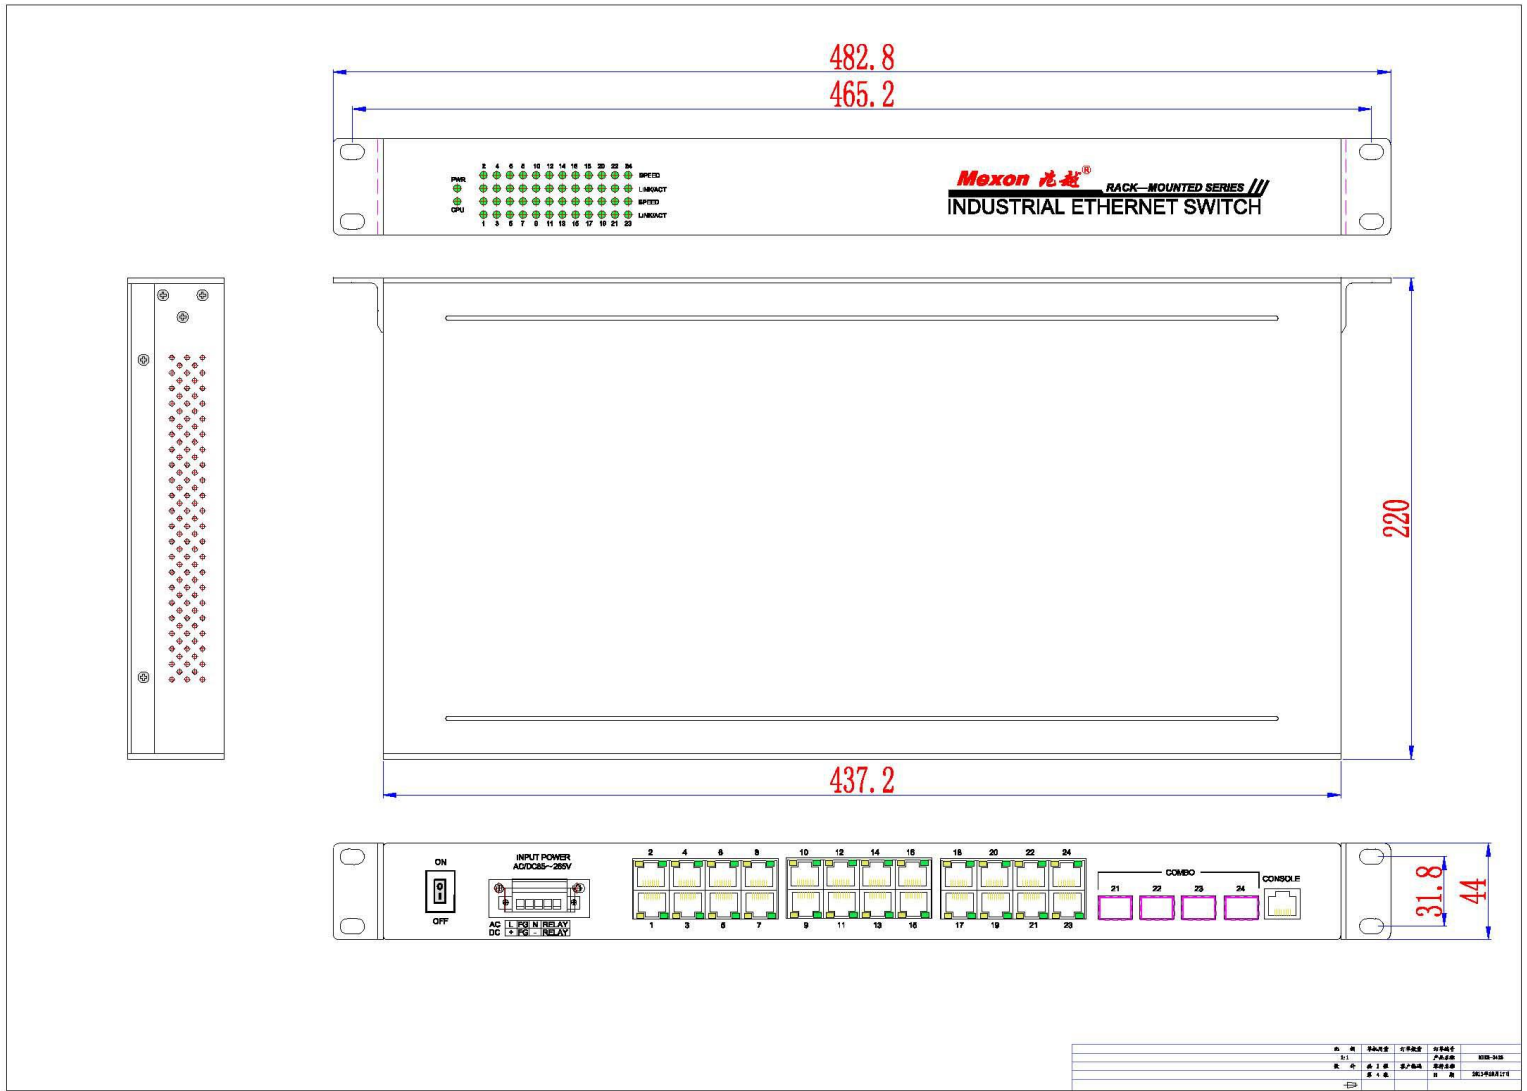 482.8
465.2
2 4 6 8 10 12 14 16 18 20 22 24
PWR
SPEED
LINK/ACT
SPEED
CPU
LINK/ACT
1 3 5 7 9 11 13 15 17 19 21 23
Mexon 兆越®
RACK—MOUNTED SERIES
INDUSTRIAL ETHERNET SWITCH
220
437.2
ON
OFF
INPUT POWER
AC/DC85~265V
AC L FG N RELAY
DC + FG - RELAY
2 4 6 8 10 12 14 16 18 20 22 24
1 3 5 7 9 11 13 15 17 19 21 23
COMBO
21 22 23 24
CONSOLE
31.8
44
1:1